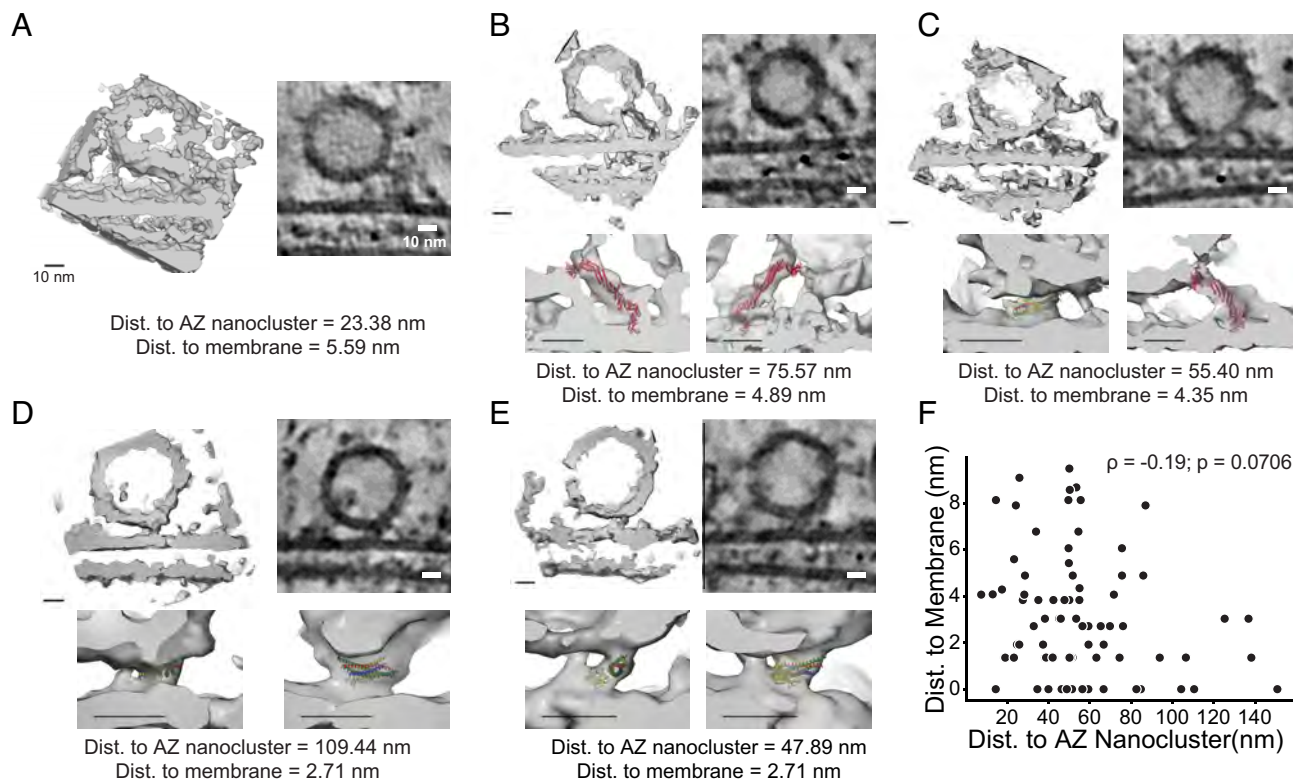 A
10 nm
10 nm
Dist. to AZ nanocluster = 23.38 nm
Dist. to membrane = 5.59 nm
B
Dist. to AZ nanocluster = 75.57 nm
Dist. to membrane = 4.89 nm
C
Dist. to AZ nanocluster = 55.40 nm
Dist. to membrane = 4.35 nm
D
Dist. to AZ nanocluster = 109.44 nm
Dist. to membrane = 2.71 nm
E
Dist. to AZ nanocluster = 47.89 nm
Dist. to membrane = 2.71 nm
F
ρ = -0.19; p = 0.0706
Dist. to Membrane (nm)
8
6
4
2
0
20 40 60 80 100 120 140
Dist. to AZ Nanocluster(nm)